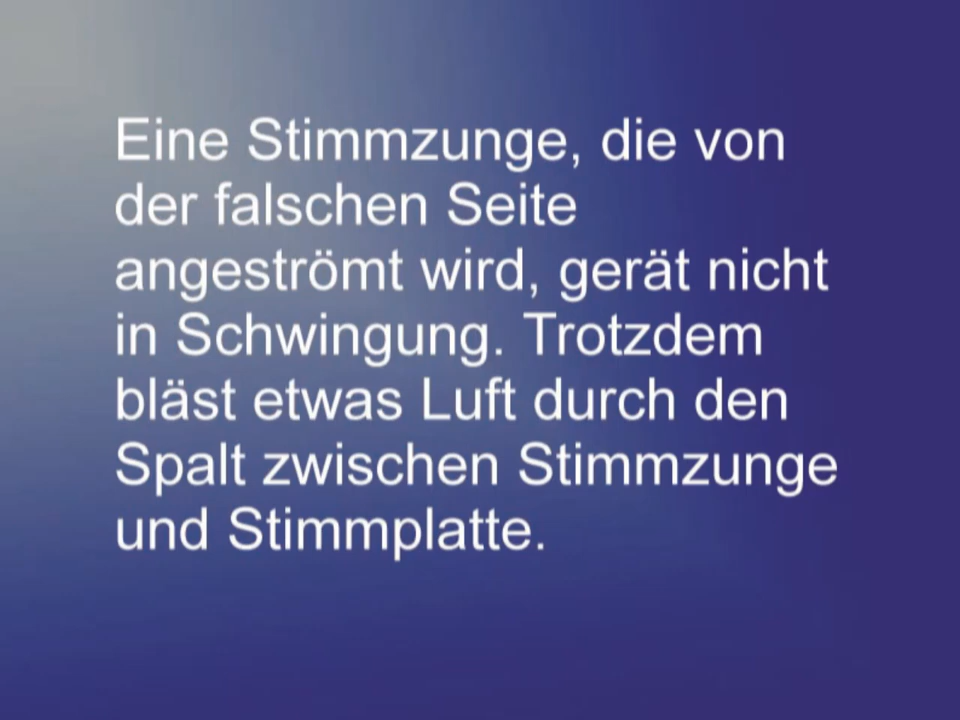 Eine Stimmzunge, die von
der falschen Seite
angeströmt wird, gerät nicht
in Schwingung. Trotzdem
bläst etwas Luft durch den
Spalt zwischen Stimmzunge
und Stimmplatte.